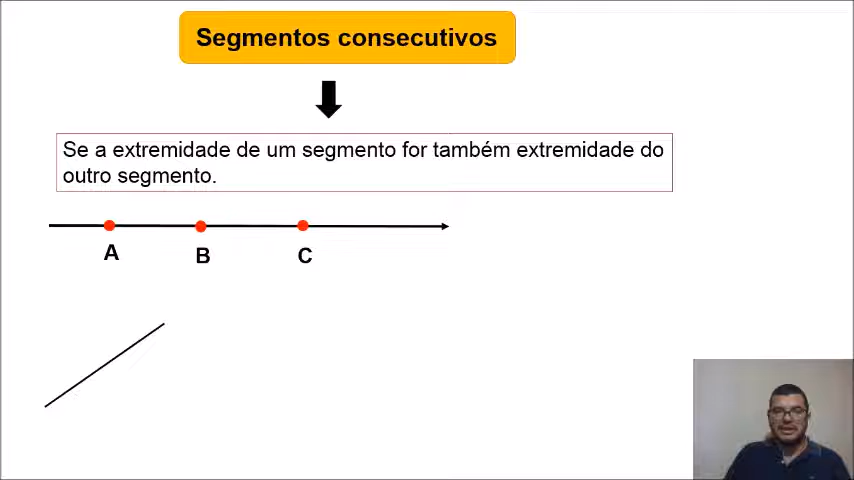 Segmentos consecutivos
Se a extremidade de um segmento for também extremidade do
outro segmento.
A B C